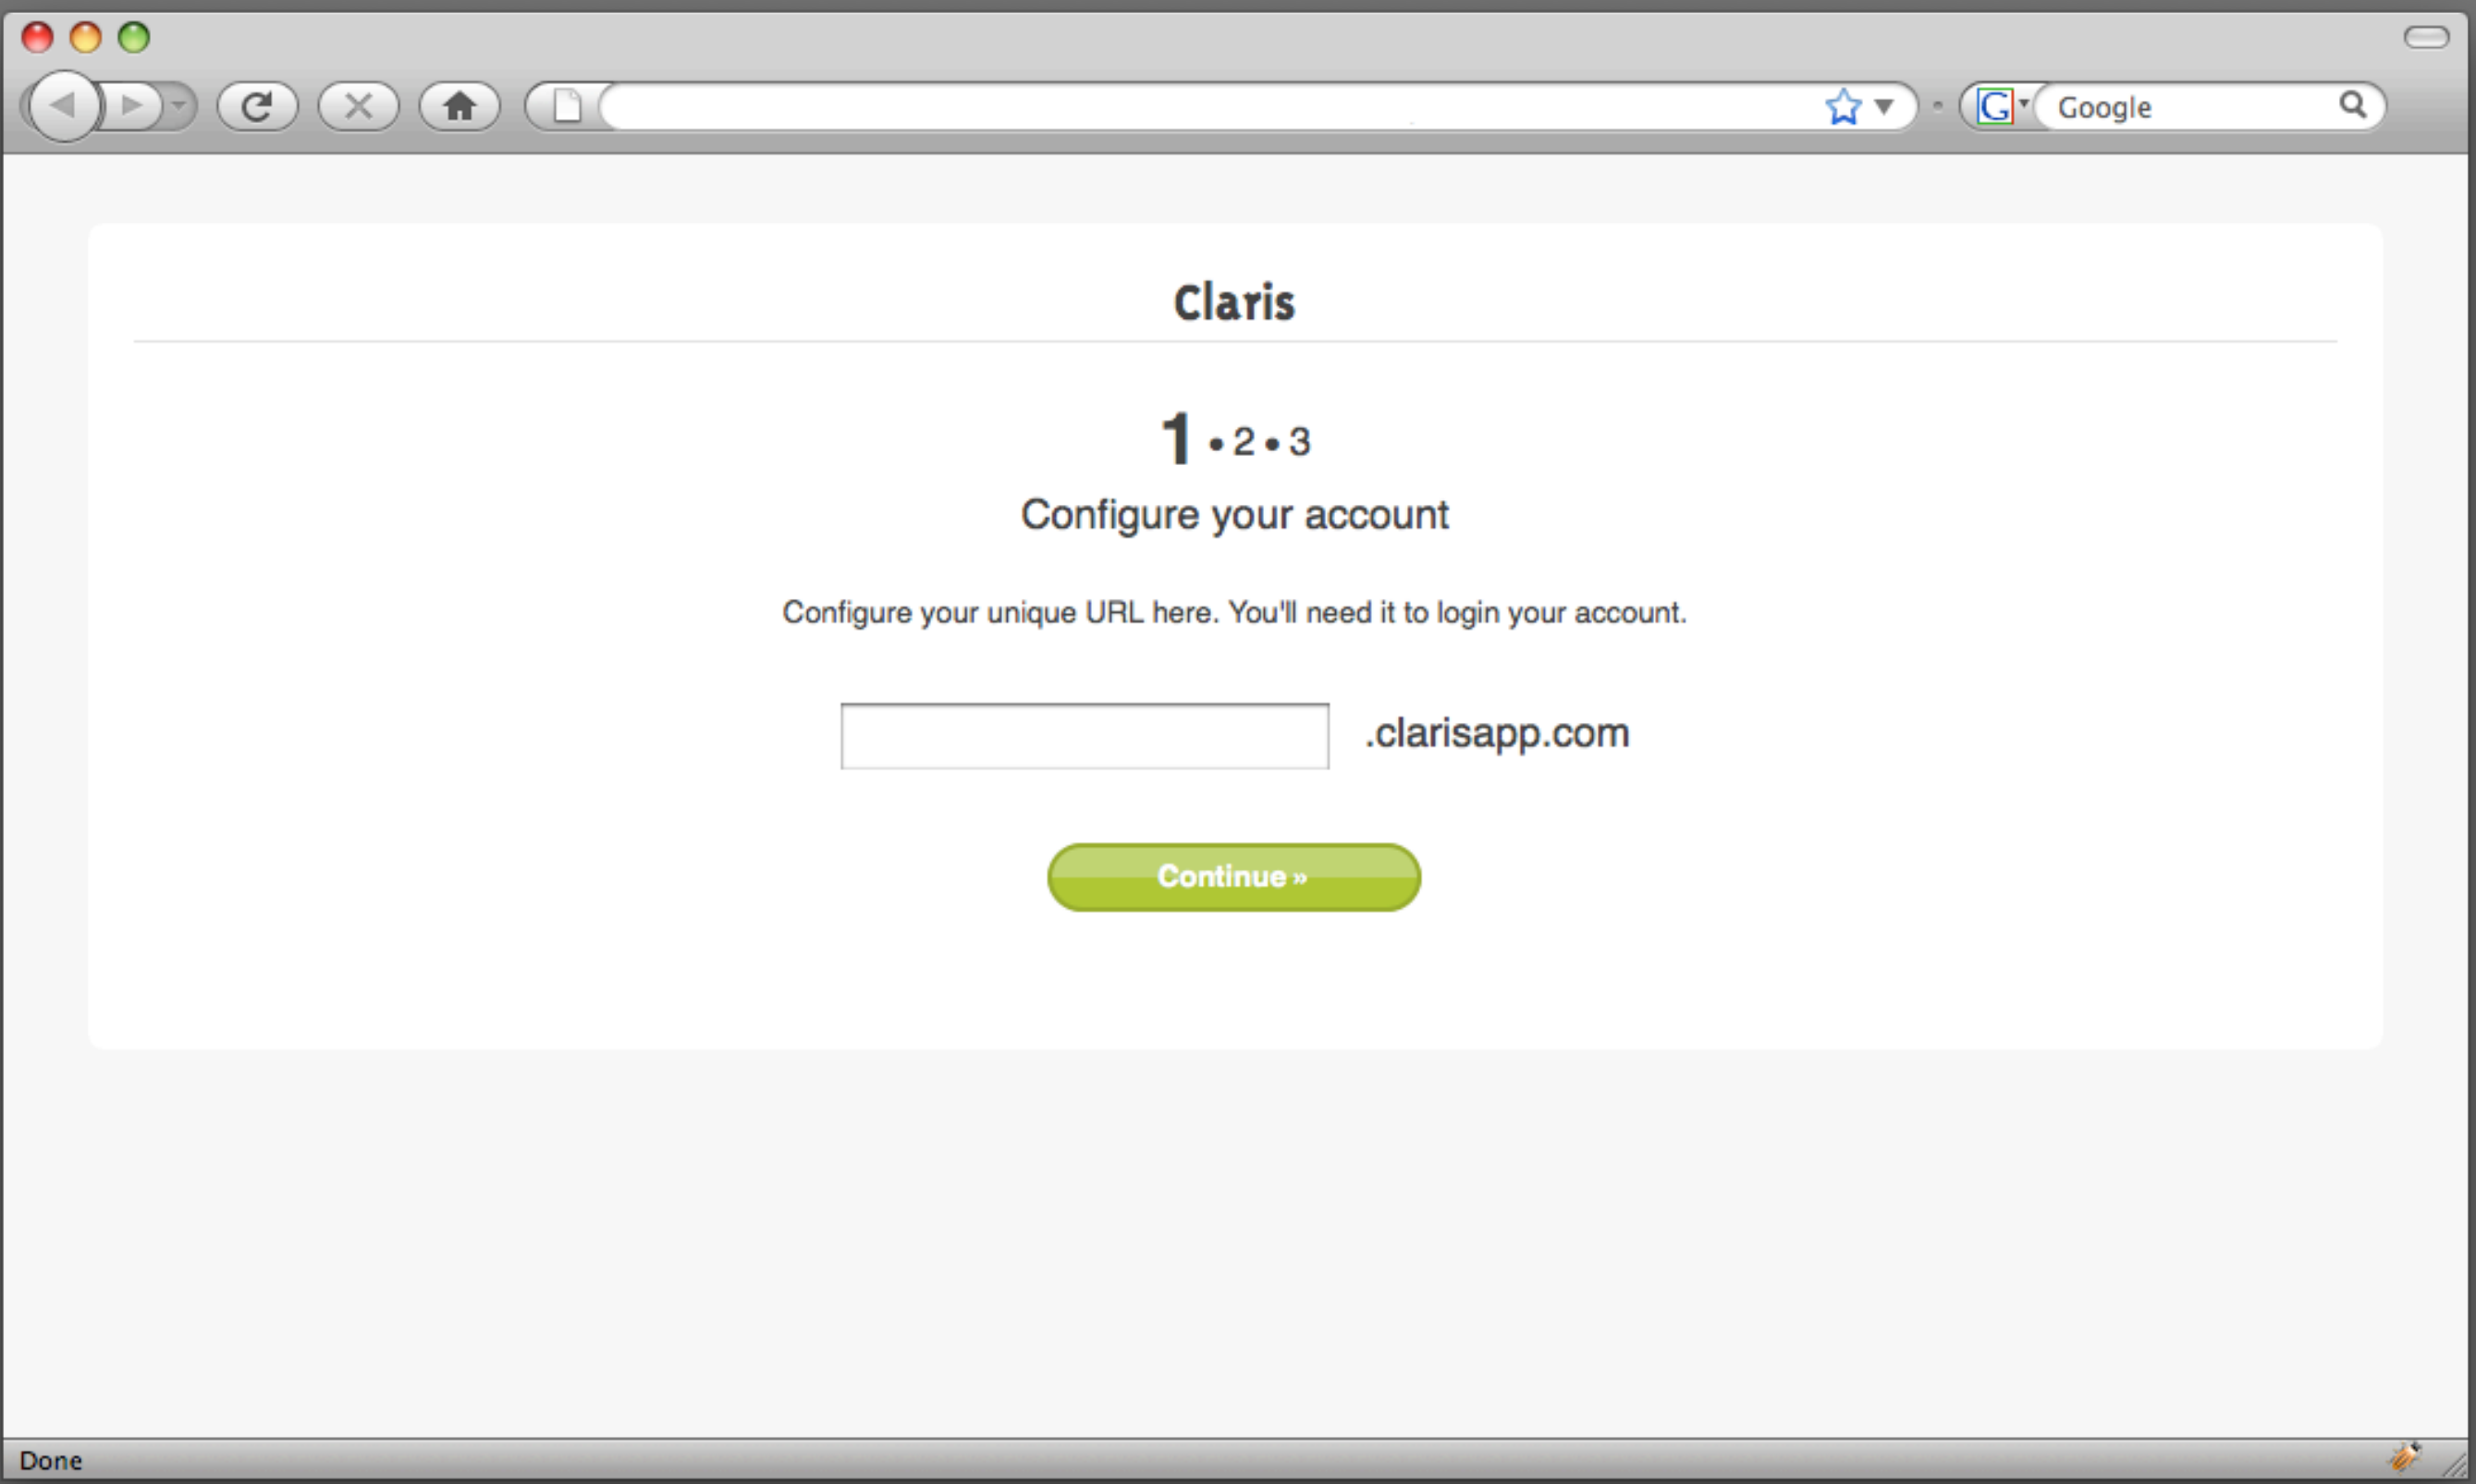 Google
Claris
1 • 2 • 3
Configure your account
Configure your unique URL here. You'll need it to login your account.
.clarisapp.com
Continue »
Done